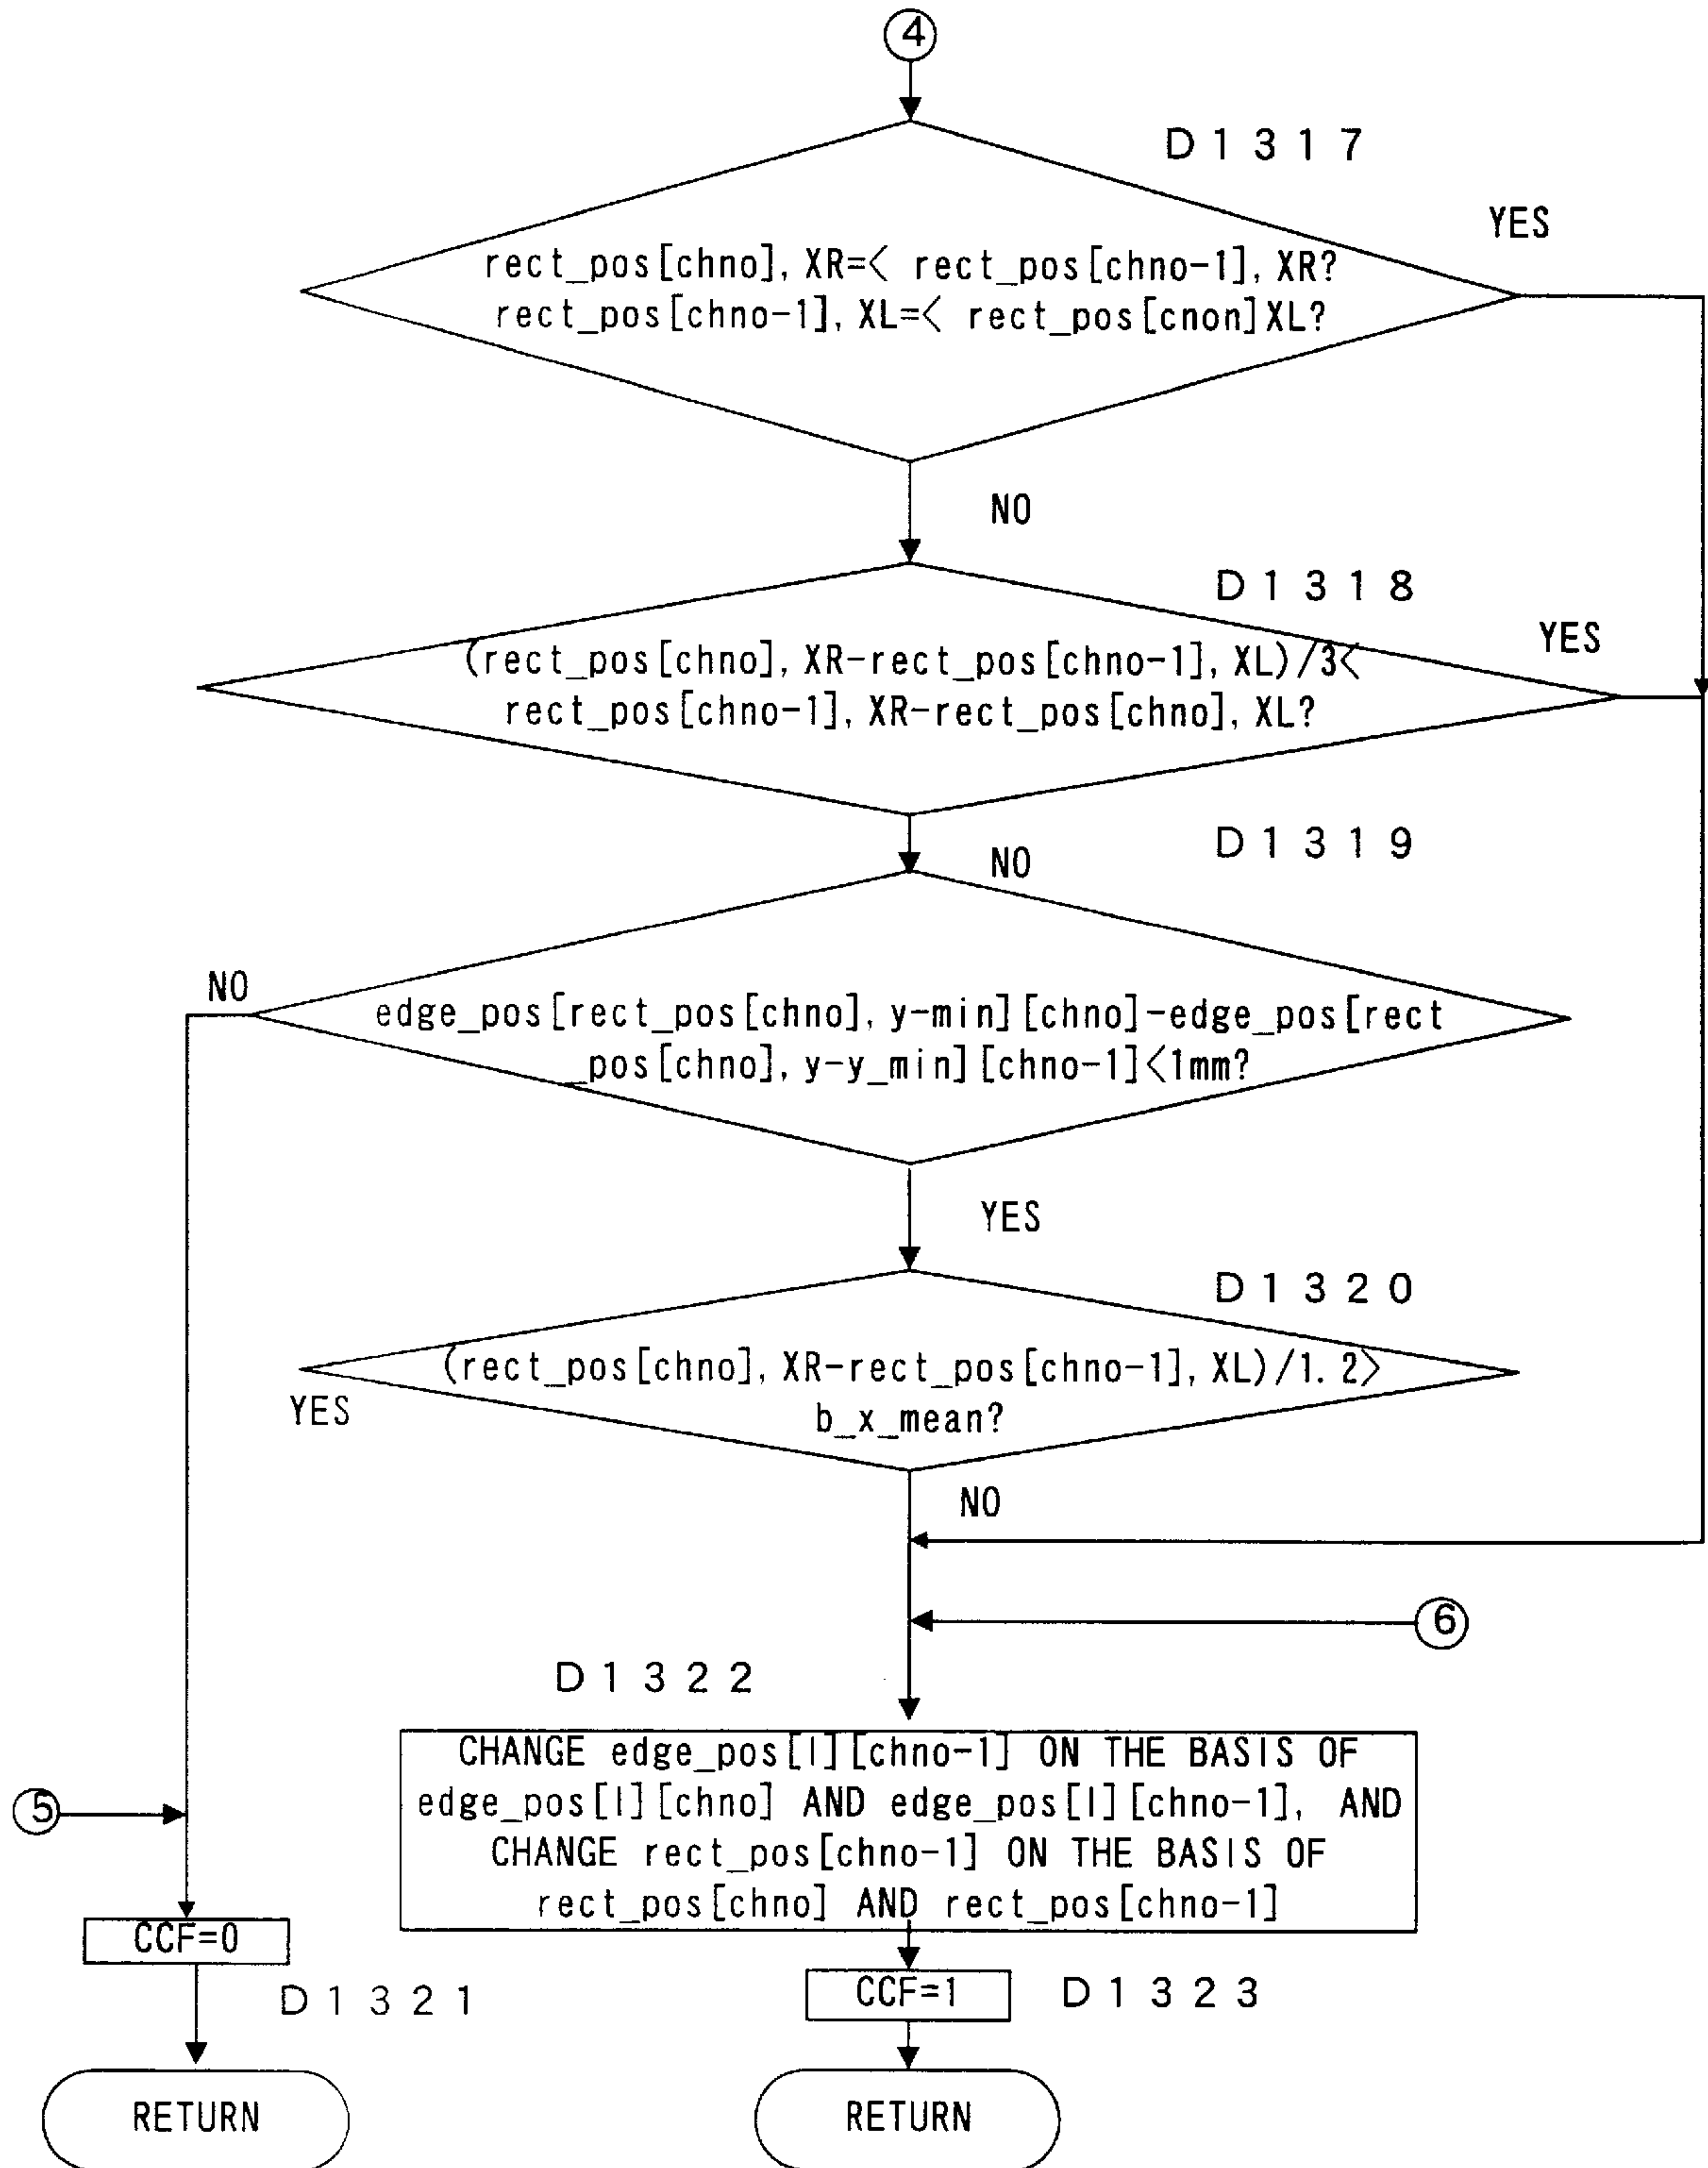 4
D1317
YES
rect_pos[chno], XR=< rect_pos[chno-1], XR?
rect_pos[chno-1], XL=< rect_pos[cnon]XL?
NO
D1318
YES
(rect_pos[chno], XR-rect_pos[chno-1], XL)/3<
rect_pos[chno-1], XR-rect_pos[chno], XL?
D1319
NO
NO
edge_pos[rect_pos[chno], y-min][chno]-edge_pos[rect
_pos[chno], y-y_min][chno-1]<1mm?
YES
D1320
(rect_pos[chno], XR-rect_pos[chno-1], XL)/1.2>
b_x_mean?
YES
NO
6
D1322
CHANGE edge_pos[l][chno-1] ON THE BASIS OF
edge_pos[l][chno] AND edge_pos[l][chno-1], AND
CHANGE rect_pos[chno-1] ON THE BASIS OF
rect_pos[chno] AND rect_pos[chno-1]
5
CCF=0
D1321
CCF=1
D1323
RETURN
RETURN